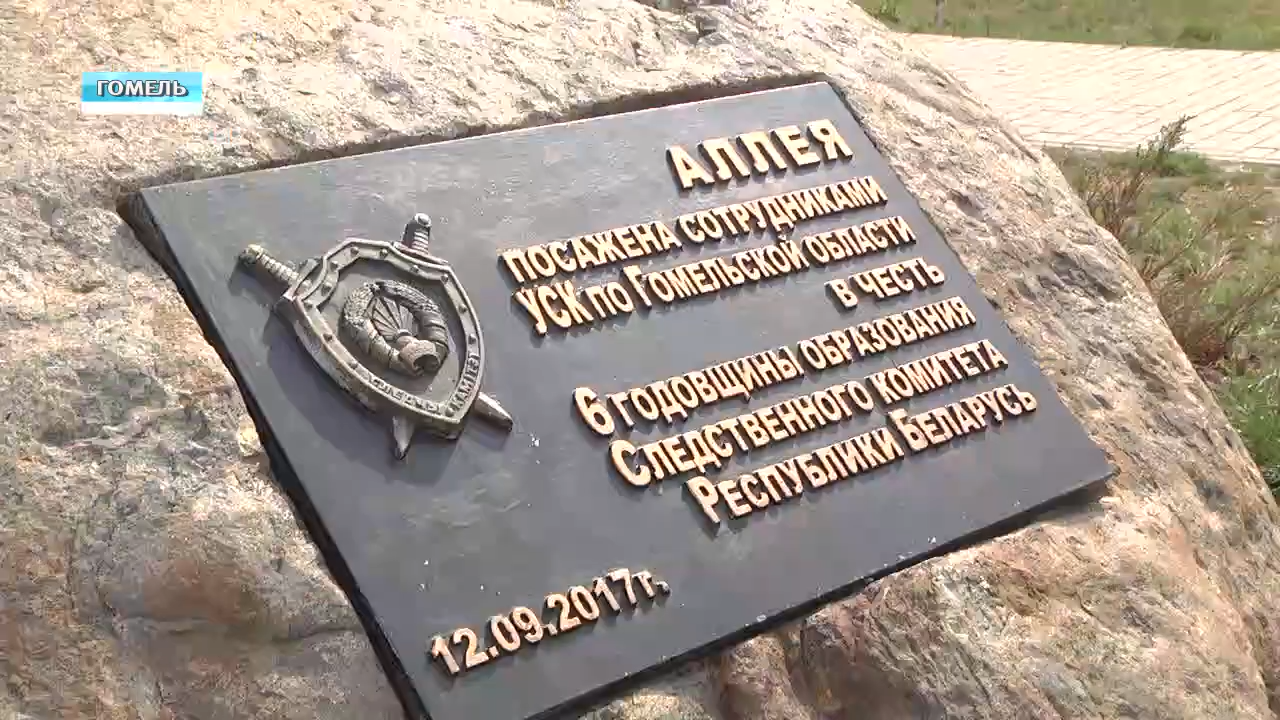 ГОМЕЛЬ
АЛЛЕЯ
ПОСАЖЕНА СОТРУДНИКАМИ
УСК ПО ГОМЕЛЬСКОЙ ОБЛАСТИ
В ЧЕСТЬ
6 ГОДОВЩИНЫ ОБРАЗОВАНИЯ
СЛЕДСТВЕННОГО КОМИТЕТА
РЕСПУБЛИКИ БЕЛАРУСЬ
12.09.2017г.
КАМІТЭТ